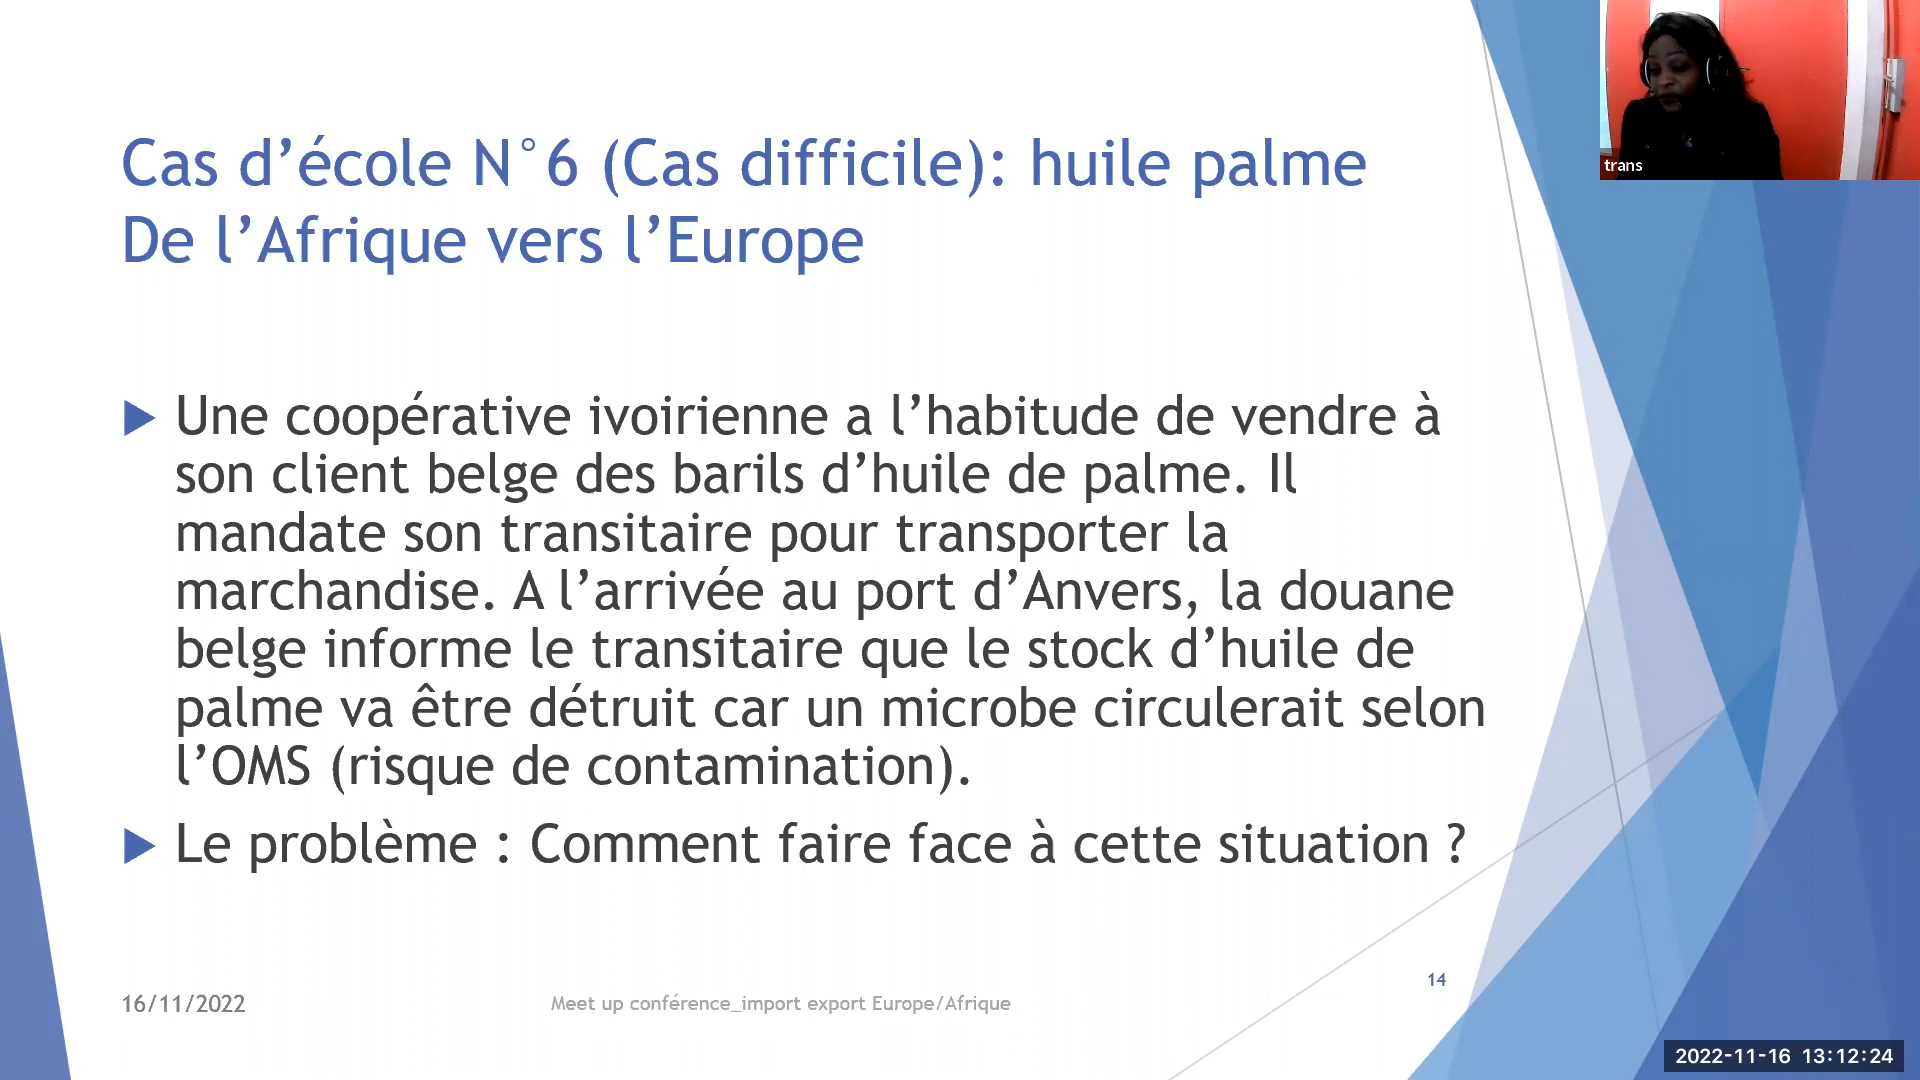 trans
Cas d’école N°6 (Cas difficile): huile palme
De l’Afrique vers l’Europe
Une coopérative ivoirienne a l’habitude de vendre à
son client belge des barils d’huile de palme. Il
mandate son transitaire pour transporter la
marchandise. A l’arrivée au port d’Anvers, la douane
belge informe le transitaire que le stock d’huile de
palme va être détruit car un microbe circulerait selon
l’OMS (risque de contamination).
Le problème : Comment faire face à cette situation ?
14
16/11/2022
Meet up conférence_import export Europe/Afrique
2022-11-16 13:12:24